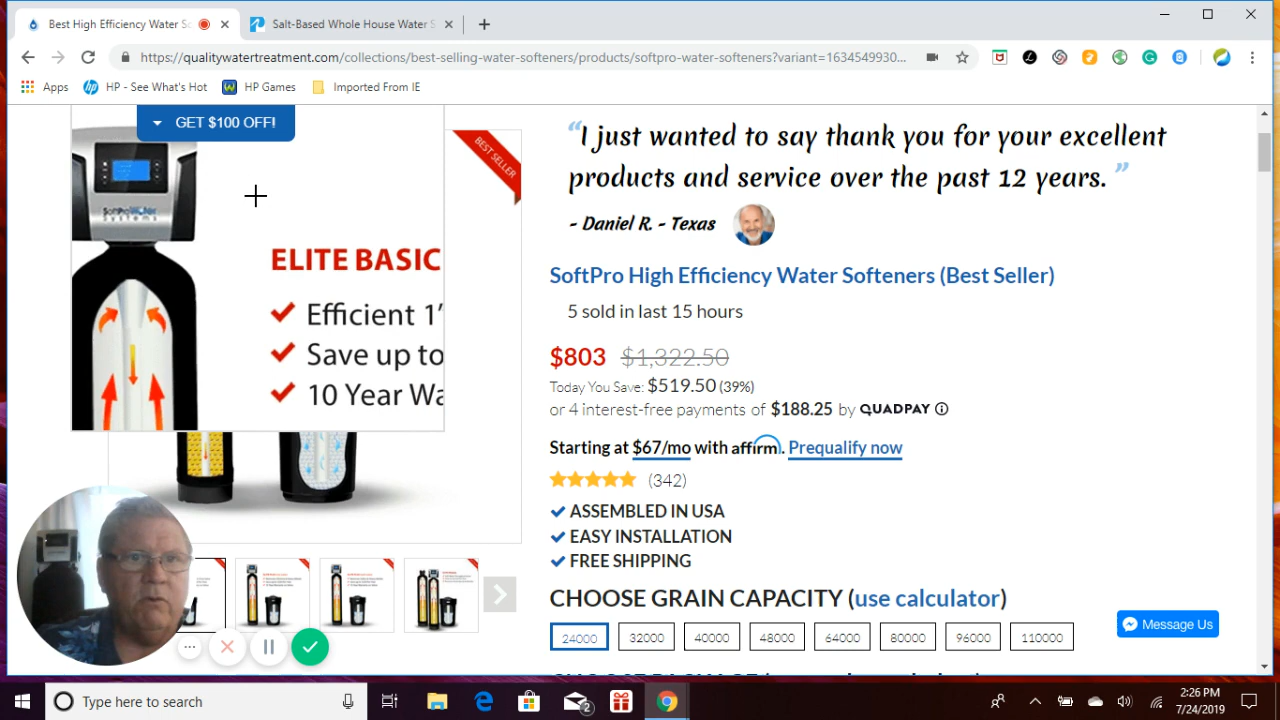 Best High Efficiency Water So
Salt-Based Whole House Water S
https://qualitywatertreatment.com/collections/best-selling-water-softeners/products/softpro-water-softeners?variant=1634549930...
Apps
HP - See What's Hot
HP Games
Imported From IE
GET $100 OFF!
BEST SELLER
SoftProWater
Systems
ELITE BASIC
Efficient 1"
Save up to
10 Year Wa
“I just wanted to say thank you for your excellent
products and service over the past 12 years.”
- Daniel R. - Texas
SoftPro High Efficiency Water Softeners (Best Seller)
5 sold in last 15 hours
$803 $1,322.50
Today You Save: $519.50 (39%)
or 4 interest-free payments of $188.25 by QUADPAY
Starting at $67/mo with affirm. Prequalify now
(342)
ASSEMBLED IN USA
EASY INSTALLATION
FREE SHIPPING
CHOOSE GRAIN CAPACITY (use calculator)
24000 32000 40000 48000 64000 80000 96000 110000
Message Us
Type here to search
2
2:26 PM
7/24/2019